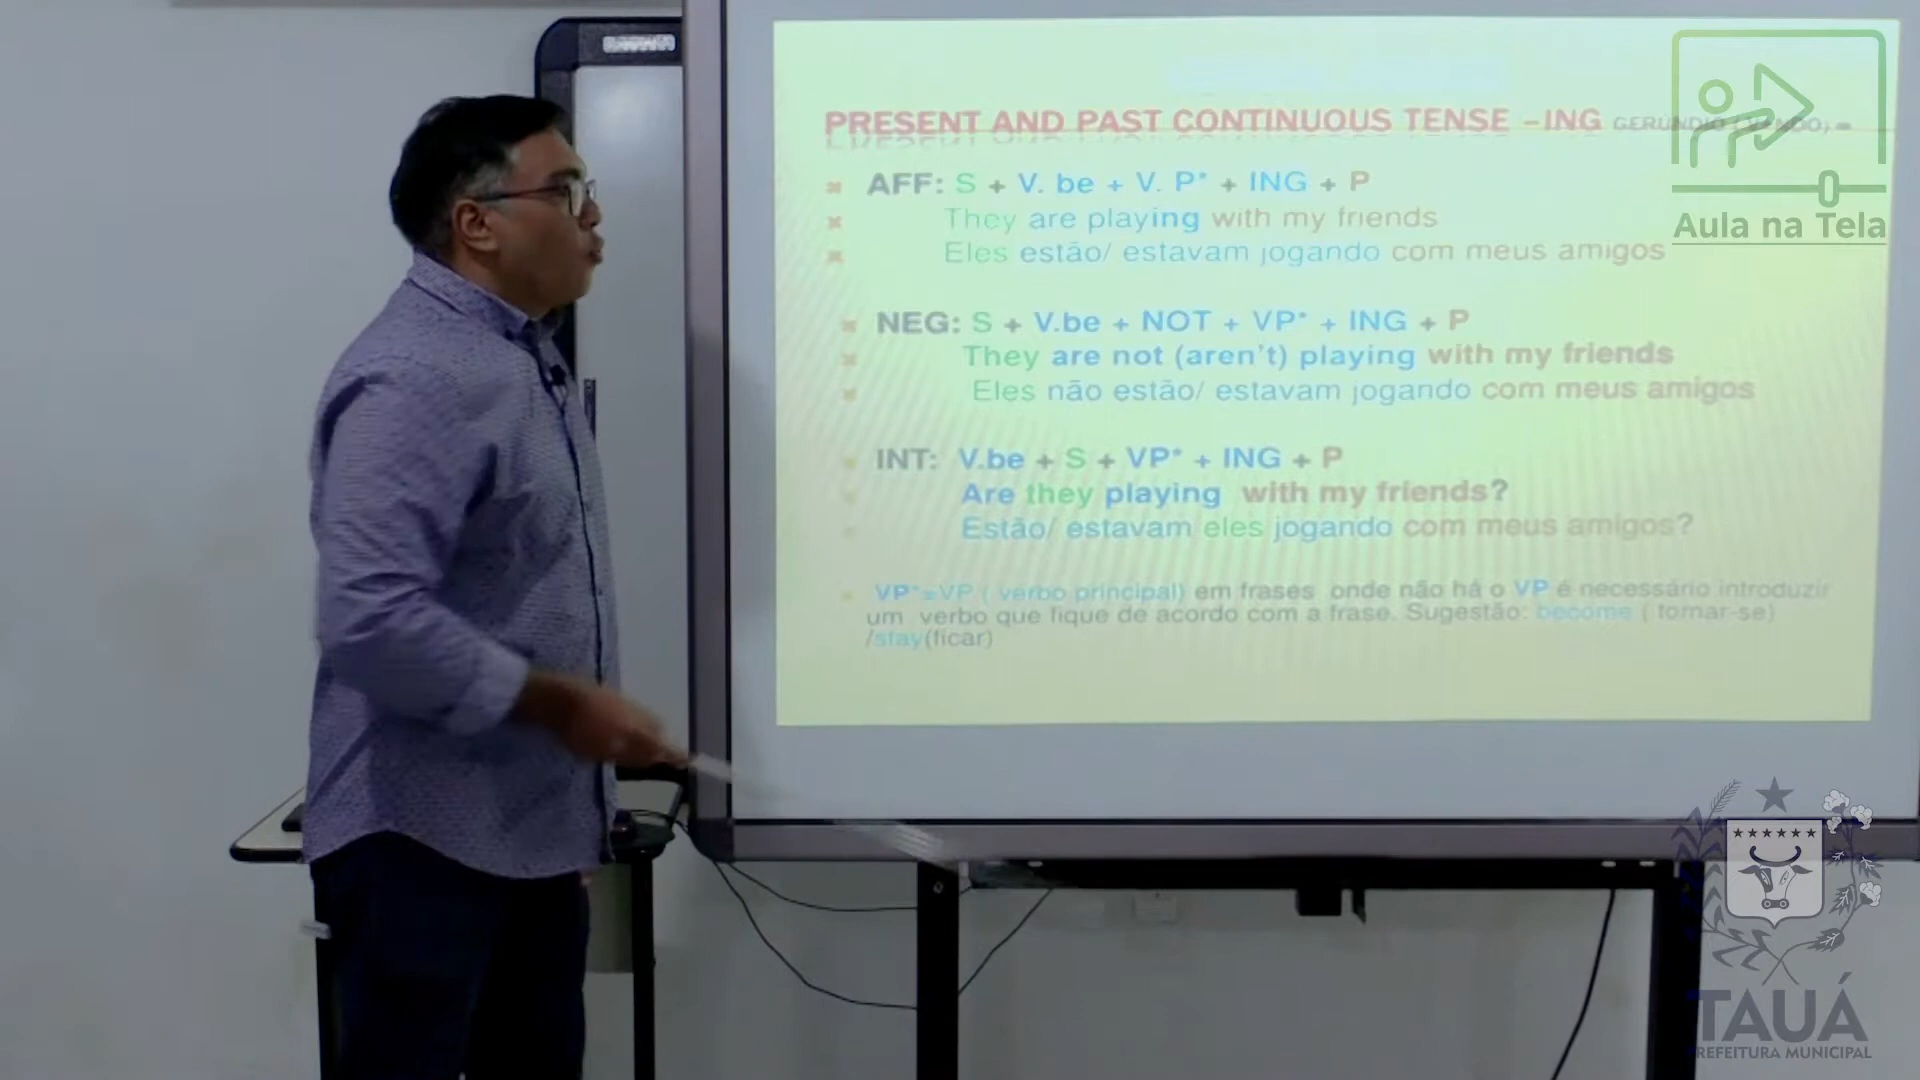 PRESENT AND PAST CONTINUOUS TENSE –ING GERÚNDIO
AFF: S + V. be + V. P* + ING + P
They are playing with my friends
Eles estão/ estavam jogando com meus amigos
NEG: S + V.be + NOT + VP* + ING + P
They are not (aren't) playing with my friends
Eles não estão/ estavam jogando com meus amigos
INT: V.be + S + VP* + ING + P
Are they playing with my friends?
Estão/ estavam eles jogando com meus amigos?
VP*=VP ( verbo principal) em frases onde não há o VP é necessário introduzir
um verbo que fique de acordo com a frase. Sugestão: become ( tornar-se)
/stay(ficar)
Aula na Tela
TAUÁ
PREFEITURA MUNICIPAL